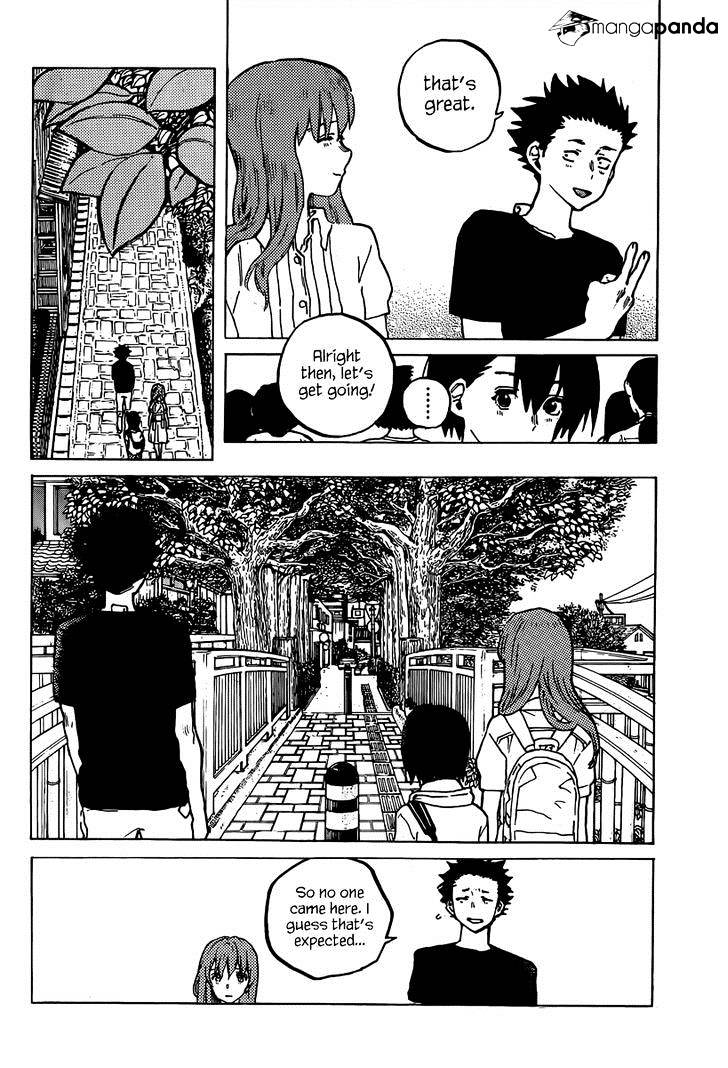 mangapanda
that's
great.
Alright
then, let's
get going!
......
So no one
came here. I
guess that's
expected...